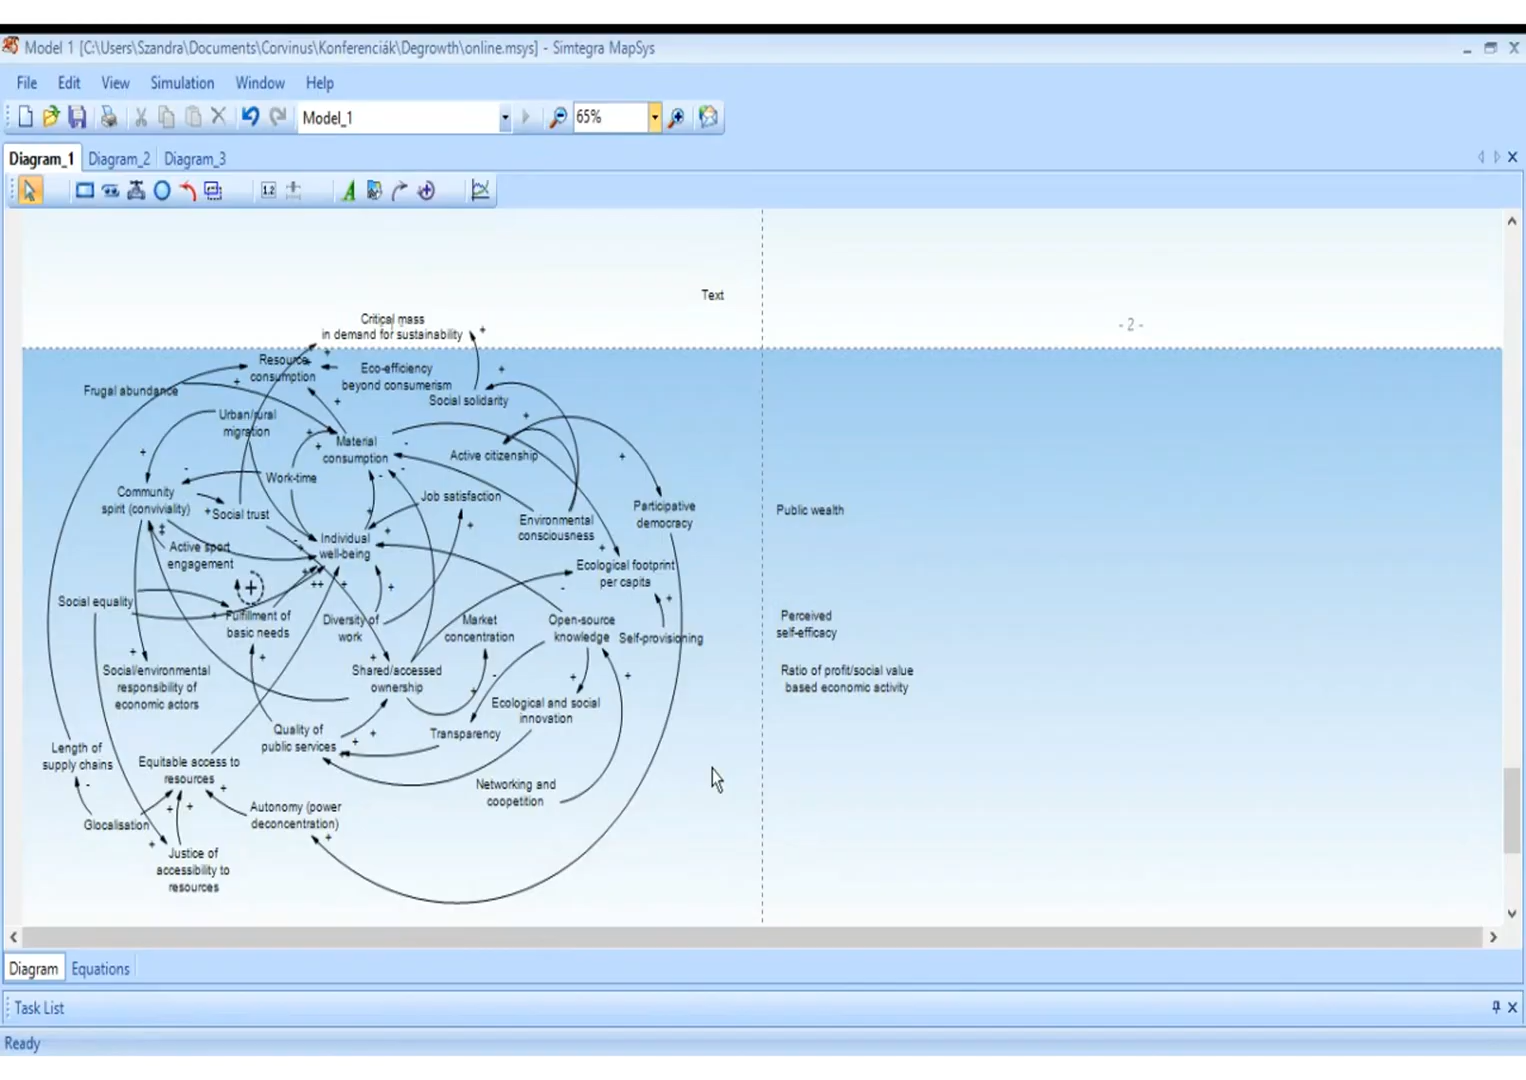 Model 1 [C:\Users\Szandra\Documents\Corvinus\Konferenciák\Degrowth\online.msys] - Simtegra MapSys
File Edit View Simulation Window Help
Model_1
65%
Diagram_1 Diagram_2 Diagram_3
1.2
A
Text
- 2 -
Critical mass
in demand for sustainability
Resource
consumption
Eco-efficiency
beyond consumerism
Frugal abundance
Social solidarity
Urban/rural
migration
Material
consumption
Active citizenship
Work-time
Community
spirit (conviviality)
Social trust
Job satisfaction
Environmental
consciousness
Participative
democracy
Public wealth
Active sport
engagement
Individual
well-being
Ecological footprint
per capita
Social equality
Fulfillment of
basic needs
Diversity of
work
Market
concentration
Open-source
knowledge
Self-provisioning
Perceived
self-efficacy
Social/environmental
responsibility of
economic actors
Shared/accessed
ownership
Ratio of profit/social value
based economic activity
Ecological and social
innovation
Quality of
public services
Transparency
Length of
supply chains
Equitable access to
resources
Networking and
coopetition
Autonomy (power
deconcentration)
Glocalisation
Justice of
accessibility to
resources
Diagram Equations
Task List
Ready